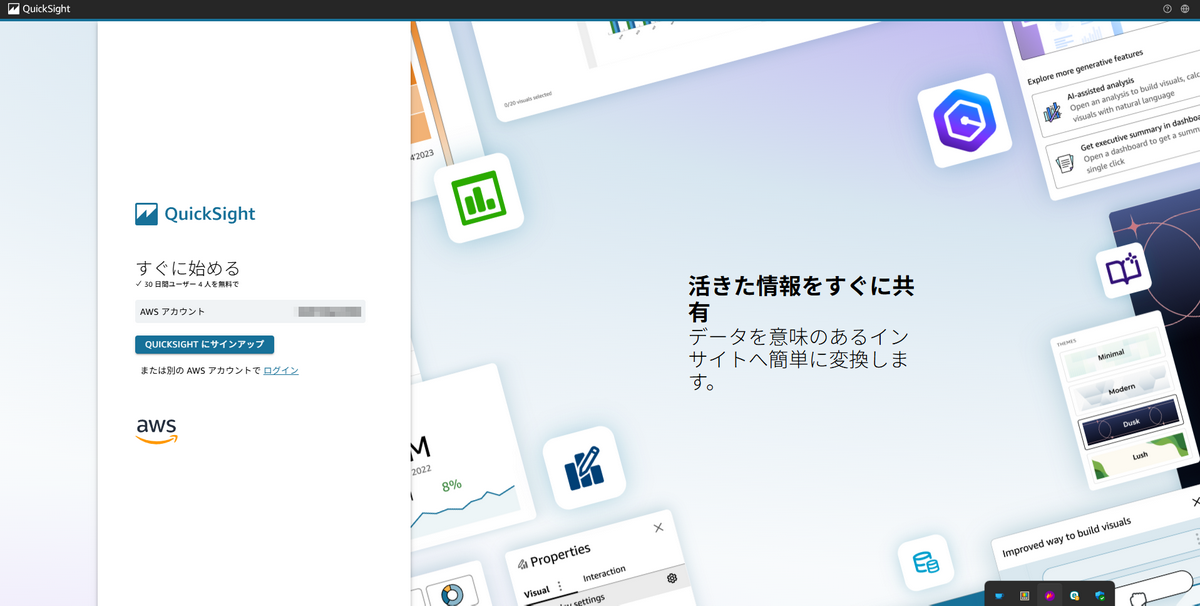 QuickSight
QuickSight
すぐに始める
✓ 30 日間ユーザー 4 人を無料で
AWS アカウント
QUICKSIGHT にサインアップ
または別の AWS アカウントで ログイン
aws
4'2023
0/20 visuals selected
Explore more generative features
AI-assisted analysis
Open an analysis to build visuals, calc
visuals with natural language
Get executive summary in dashboa
Open a dashboard to get a summ
single click
活きた情報をすぐに共
有
データを意味のあるイン
サイトへ簡単に変換しま
す。
THEMES
Minimal
Modern
Dusk
Lush
M
2022
8%
Properties
Visual
Interaction
settings
Improved way to build visuals